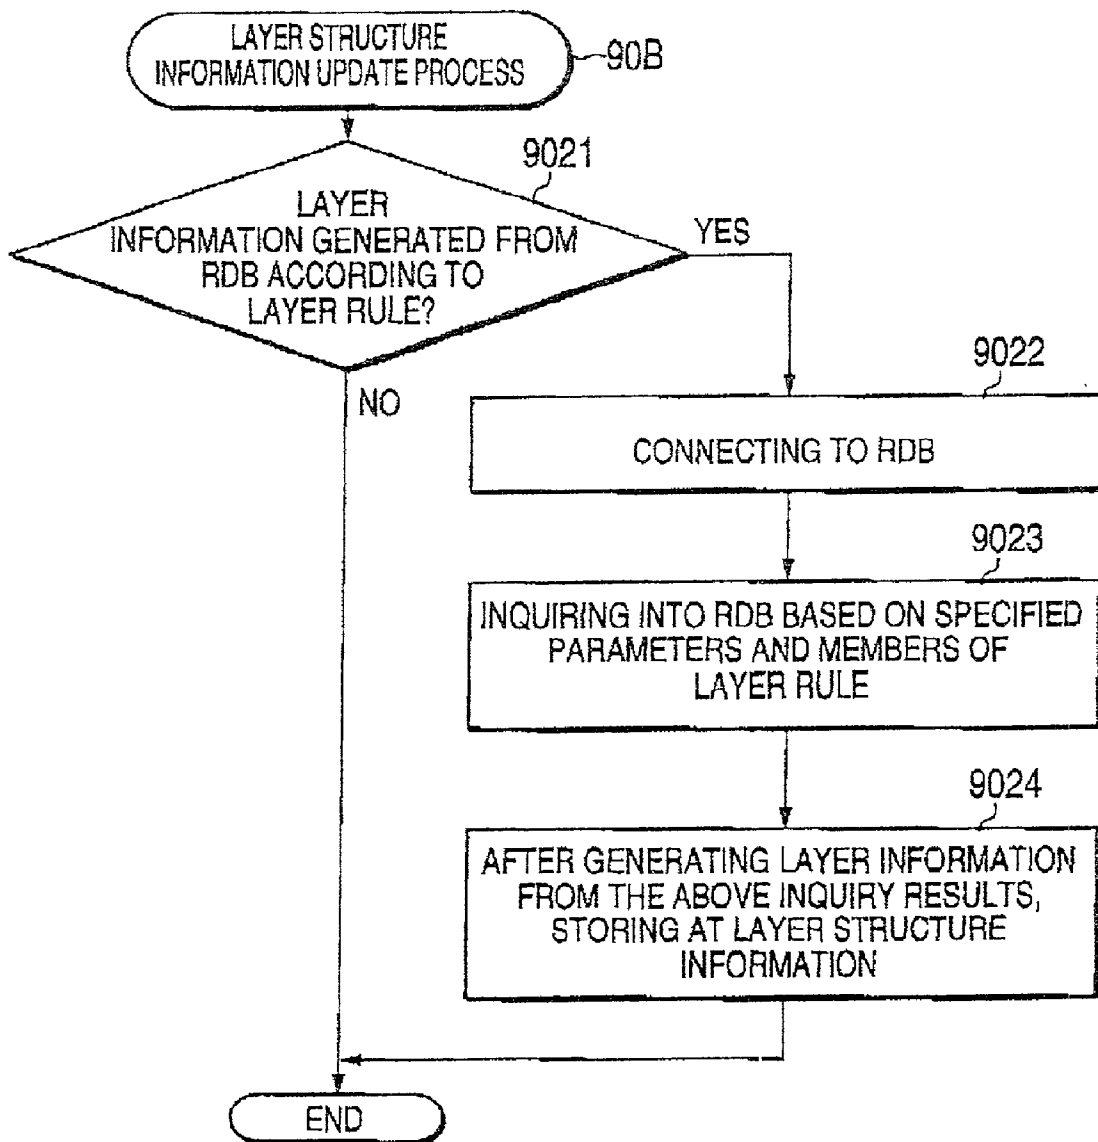 LAYER STRUCTURE
INFORMATION UPDATE PROCESS
90B
9021
LAYER
INFORMATION GENERATED FROM
RDB ACCORDING TO
LAYER RULE?
YES
NO
9022
CONNECTING TO RDB
9023
INQUIRING INTO RDB BASED ON SPECIFIED
PARAMETERS AND MEMBERS OF
LAYER RULE
9024
AFTER GENERATING LAYER INFORMATION
FROM THE ABOVE INQUIRY RESULTS,
STORING AT LAYER STRUCTURE
INFORMATION
END